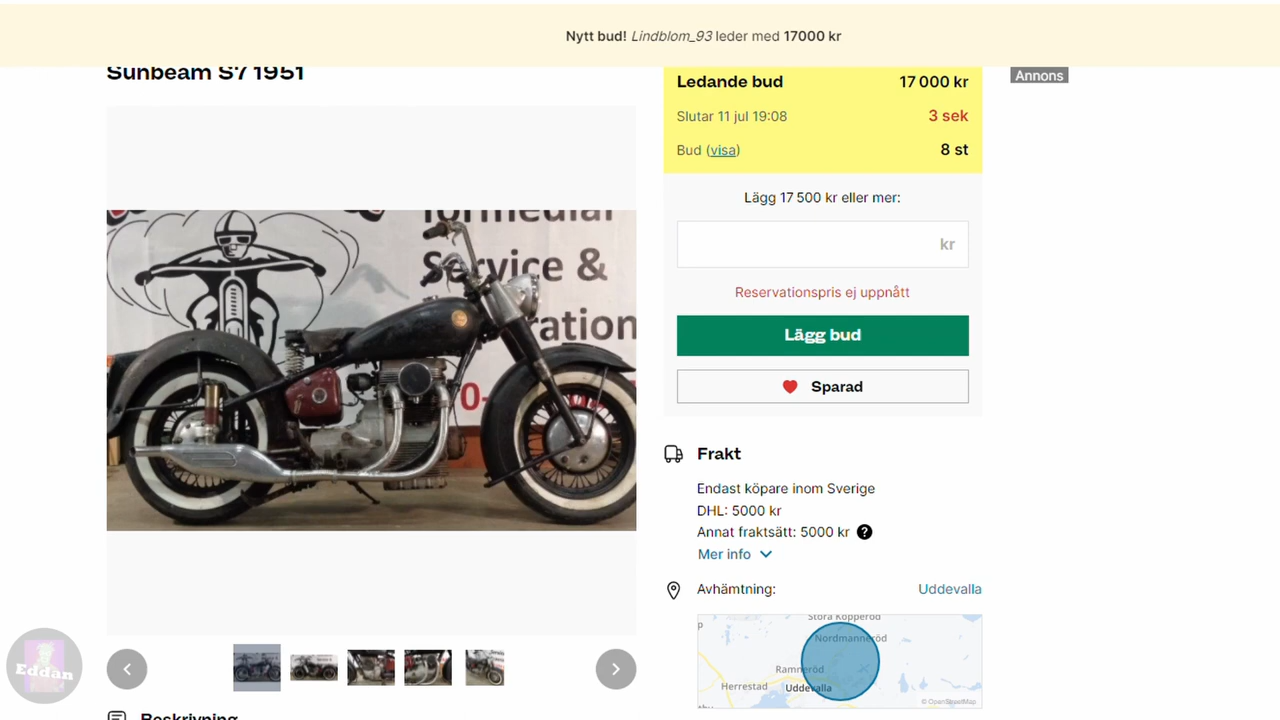 Nytt bud! Lindblom_93 leder med 17000 kr
Sunbeam S7 1951
Annons
Ledande bud 17 000 kr
Slutar 11 jul 19:08 3 sek
Bud (visa) 8 st
Lägg 17 500 kr eller mer:
kr
Reservationspris ej uppnått
Lägg bud
Sparad
Service &
Frakt
Endast köpare inom Sverige
DHL: 5000 kr
Annat fraktsätt: 5000 kr ?
Mer info
Avhämtning: Uddevalla
Stora Kopperöd
Nordmanneröd
Ramneröd
Herrestad Uddevalla
© OpenStreetMap
Eddan
Beskrivning